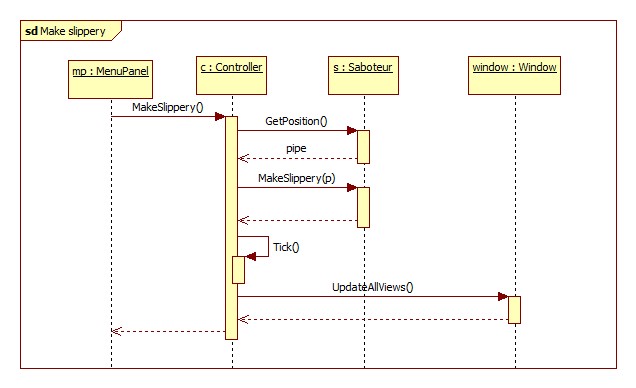 sd Make slippery
mp : MenuPanel
c : Controller
s : Saboteur
window : Window
MakeSlippery()
GetPosition()
pipe
MakeSlippery(p)
Tick()
UpdateAllViews()